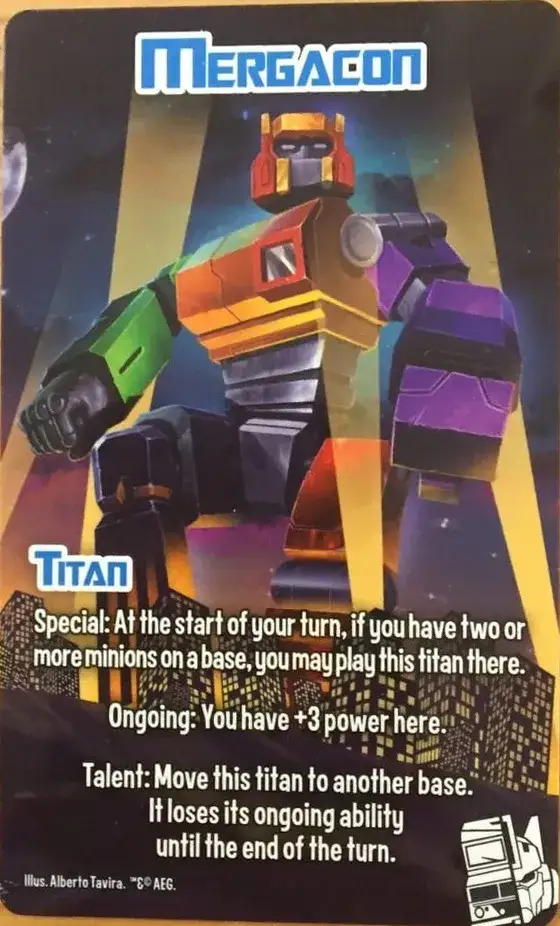 MERGACON
TITAN
Special: At the start of your turn, if you have two or
more minions on a base, you may play this titan there.
Ongoing: You have +3 power here.
Talent: Move this titan to another base.
It loses its ongoing ability
until the end of the turn.
Illus. Alberto Tavira. ™&© AEG.